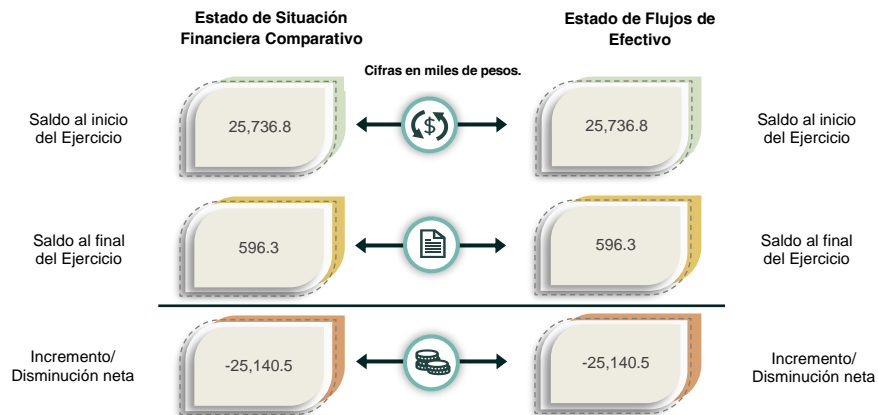 Estado de Situación
Financiera Comparativo
Estado de Flujos de
Efectivo
Cifras en miles de pesos.
Saldo al inicio
del Ejercicio
25,736.8
$
25,736.8
Saldo al inicio
del Ejercicio
Saldo al final
del Ejercicio
596.3
596.3
Saldo al final
del Ejercicio
Incremento/
Disminución neta
-25,140.5
-25,140.5
Incremento/
Disminución neta